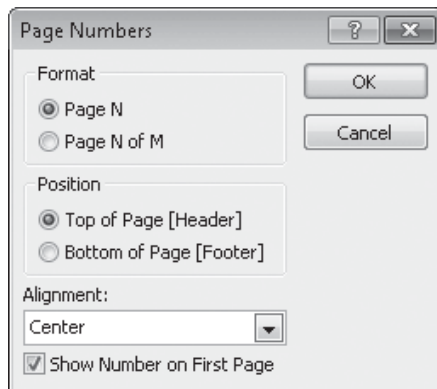 Page Numbers
Format
Page N
Page N of M
OK
Cancel
Position
Top of Page [Header]
Bottom of Page [Footer]
Alignment:
Center
Show Number on First Page